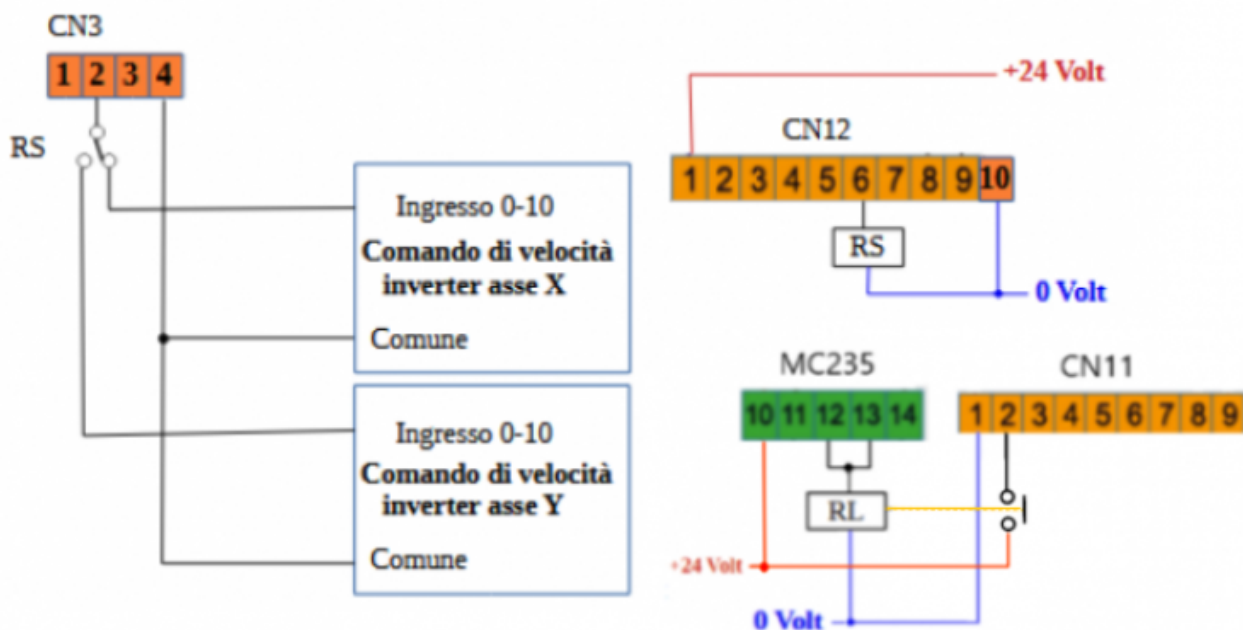 CN3
1 2 3 4
RS
Ingresso 0-10
Comando di velocità
inverter asse X
Comune
Ingresso 0-10
Comando di velocità
inverter asse Y
Comune
+24 Volt
CN12
1 2 3 4 5 6 7 8 9 10
RS
0 Volt
MC235
10 11 12 13 14
CN11
1 2 3 4 5 6 7 8 9
RL
+24 Volt
0 Volt